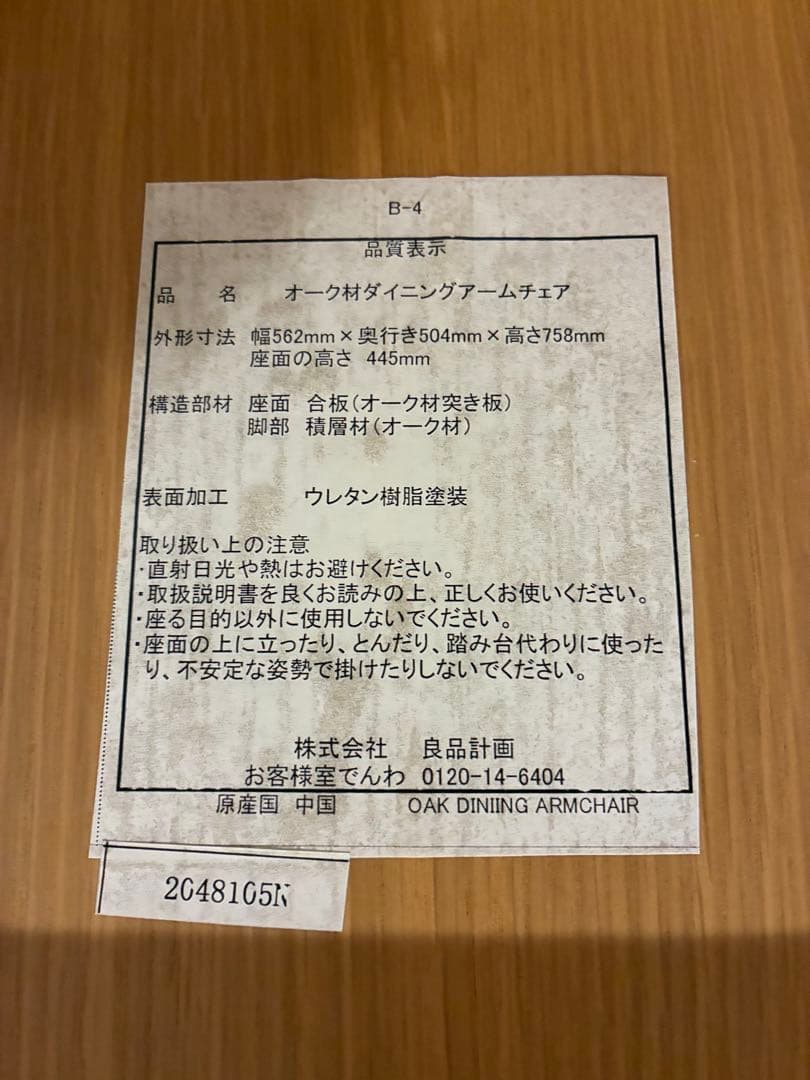 B-4
品質表示
品　　名　　オーク材ダイニングアームチェア
外形寸法　幅562mm×奥行き504mm×高さ758mm
座面の高さ　445mm
構造部材　座面　合板(オーク材突き板)
脚部　積層材(オーク材)
表面加工　　　　ウレタン樹脂塗装
取り扱い上の注意
・直射日光や熱はお避けください。
・取扱説明書を良くお読みの上、正しくお使いください。
・座る目的以外に使用しないでください。
・座面の上に立ったり、とんだり、踏み台代わりに使った
り、不安定な姿勢で掛けたりしないでください。
株式会社　良品計画
お客様室でんわ　0120-14-6404
原産国　中国　　　OAK DINIING ARMCHAIR
2048105N